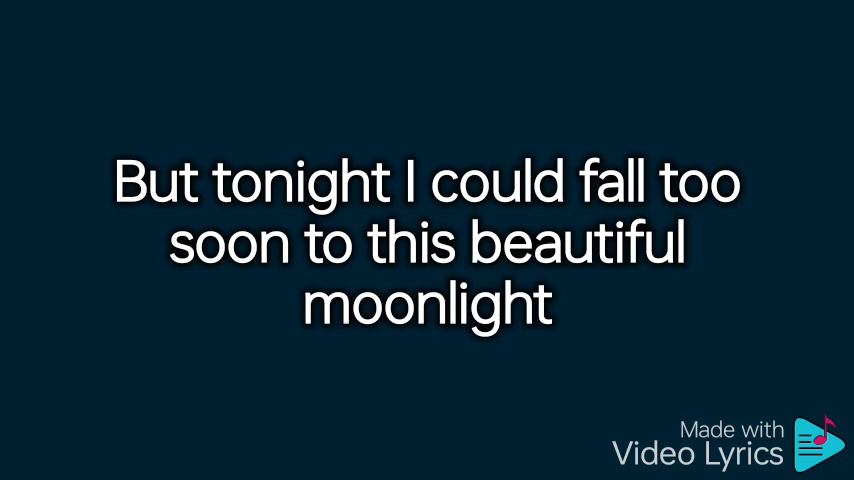 But tonight I could fall too
soon to this beautiful
moonlight
Made with
Video Lyrics